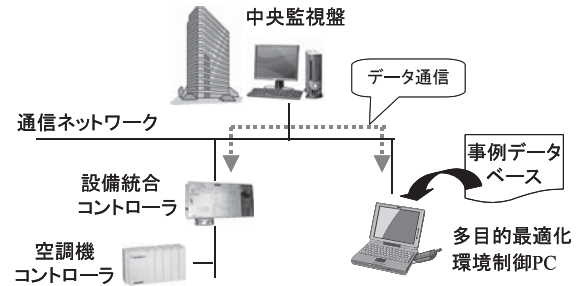 中央監視盤
データ通信
通信ネットワーク
事例データ
ベース
設備統合
コントローラ
多目的最適化
環境制御PC
空調機
コントローラ